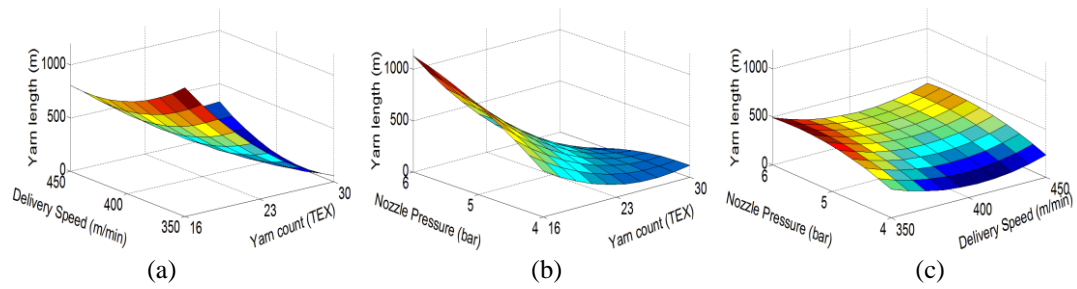 Yarn length (m)
1000
500
0
450
400
350
Delivery Speed (m/min)
16
23
30
Yarn count (TEX)
(a)
Yarn length (m)
1000
500
0
6
5
4
Nozzle Pressure (bar)
16
23
30
Yarn count (TEX)
(b)
Yarn length (m)
1000
500
0
6
5
4
Nozzle Pressure (bar)
350
400
450
Delivery Speed (m/min)
(c)